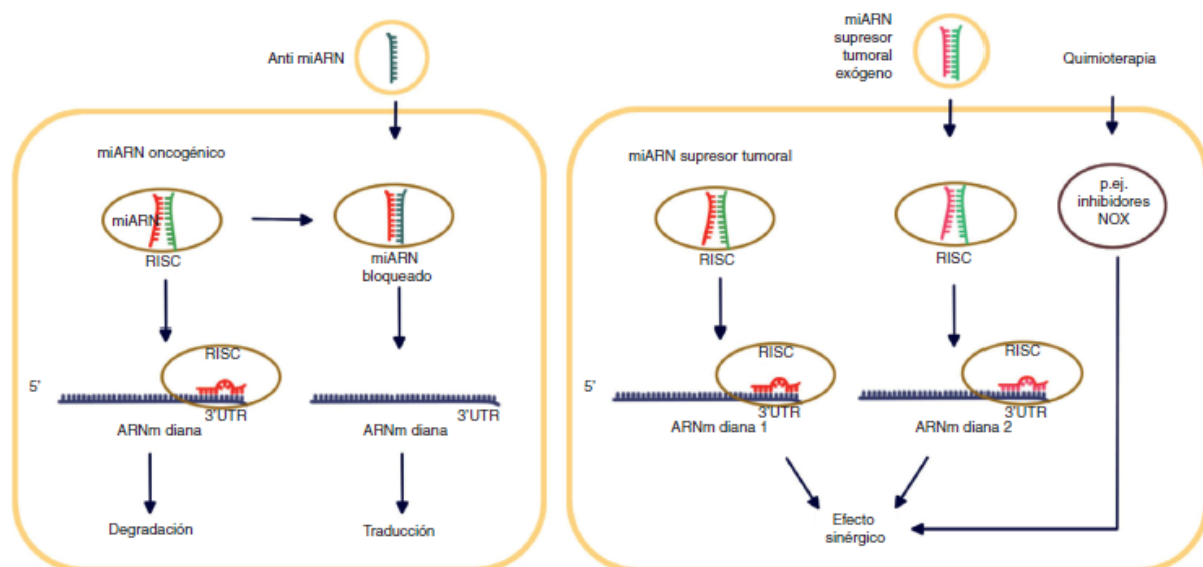 Anti miARN
miARN oncogénico
miARN
RISC
miARN
bloqueado
RISC
5’
3’UTR
ARNm diana
3’UTR
ARNm diana
Degradación
Traducción
miARN
supresor
tumoral
exógeno
Quimioterapia
miARN supresor tumoral
RISC
RISC
p.ej.
inhibidores
NOX
RISC
RISC
5’
3’UTR
3’UTR
ARNm diana 1
ARNm diana 2
Efecto
sinérgico